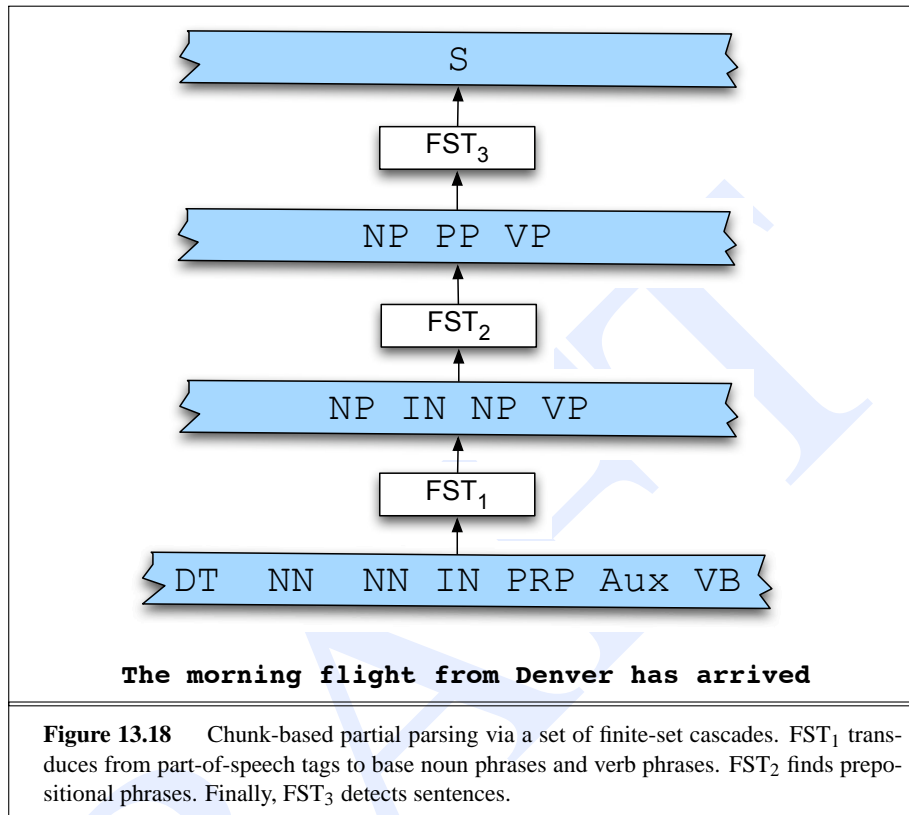 S
FST3
NP PP VP
FST2
NP IN NP VP
FST1
DT NN NN IN PRP Aux VB
The morning flight from Denver has arrived
Figure 13.18 Chunk-based partial parsing via a set of finite-set cascades. FST1 trans-
duces from part-of-speech tags to base noun phrases and verb phrases. FST2 finds prepo-
sitional phrases. Finally, FST3 detects sentences.